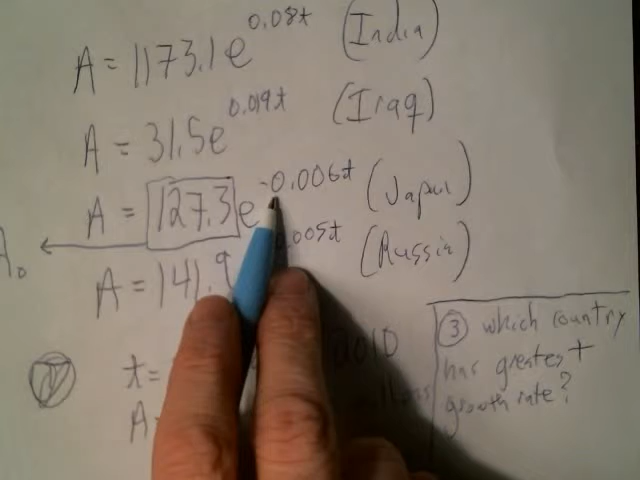 A = 1173.1e^0.08t (India)
A = 31.5e^0.019t (Iraq)
A = 127.3e^-0.006t (Japan)
A₀
A = 141.9 .005t (Russia)
t =
A =
③ which country
has greatest
growth rate?